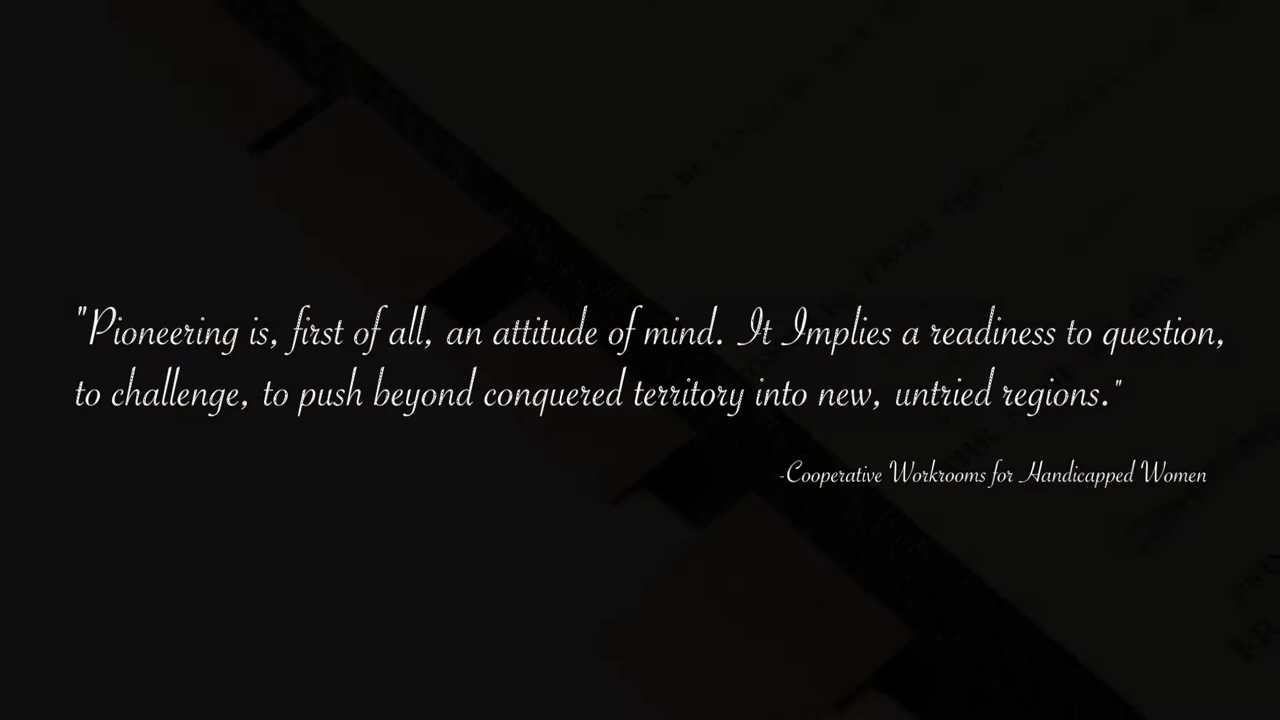 "Pioneering is, first of all, an attitude of mind. It Implies a readiness to question,
to challenge, to push beyond conquered territory into new, untried regions."
-Cooperative Workrooms for Handicapped Women